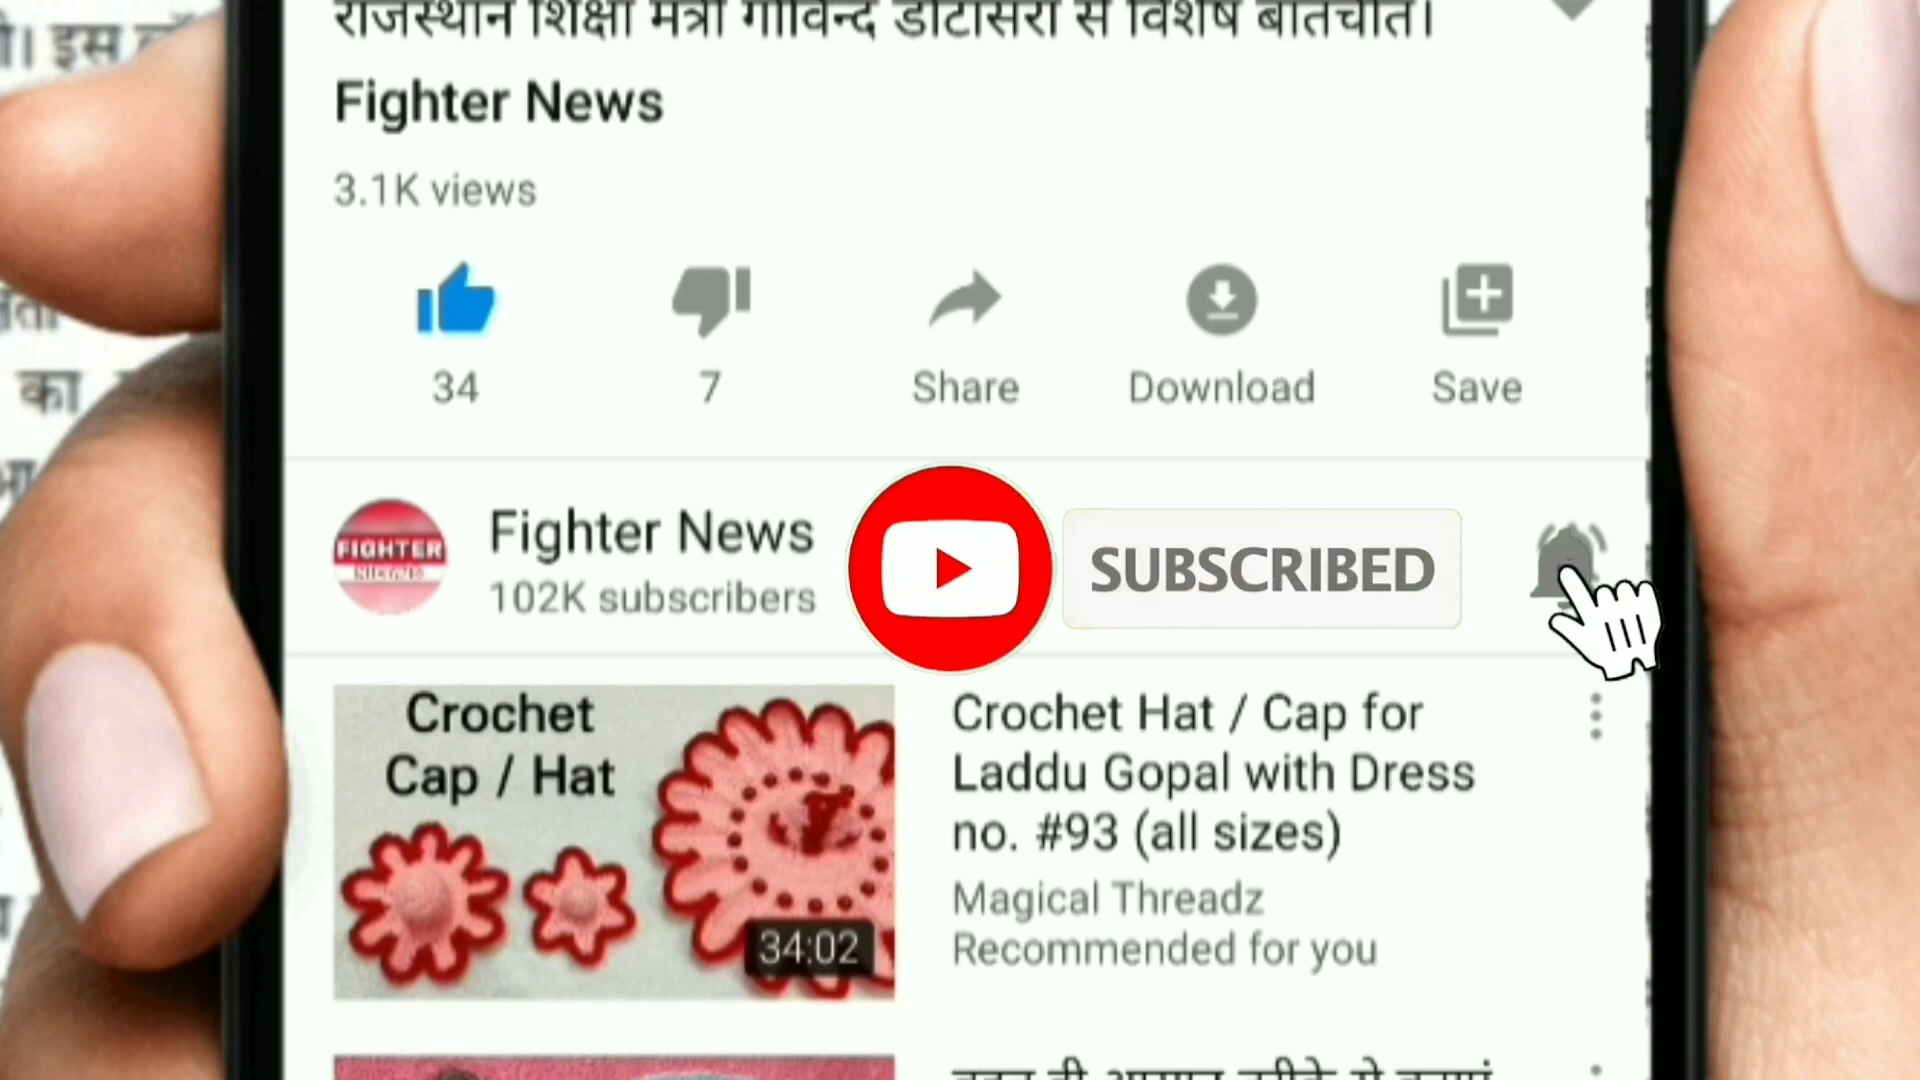 राजस्थान शिक्षा मंत्री गोविन्द डोटासरा से विशेष बातचीत।
Fighter News
3.1K views
34
7
Share
Download
Save
का
FIGHTER
Fighter News
102K subscribers
SUBSCRIBED
Crochet
Cap / Hat
34:02
Crochet Hat / Cap for
Laddu Gopal with Dress
no. #93 (all sizes)
Magical Threadz
Recommended for you